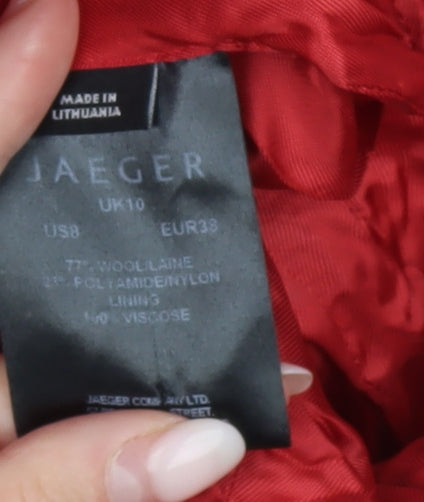 MADE IN
LITHUANIA
JAEGER
UK10
US8 EUR38
77% WOOL/LAINE
23% POLYAMIDE/NYLON
LINING
100% VISCOSE
JAEGER COMPANY LTD.
STREET.